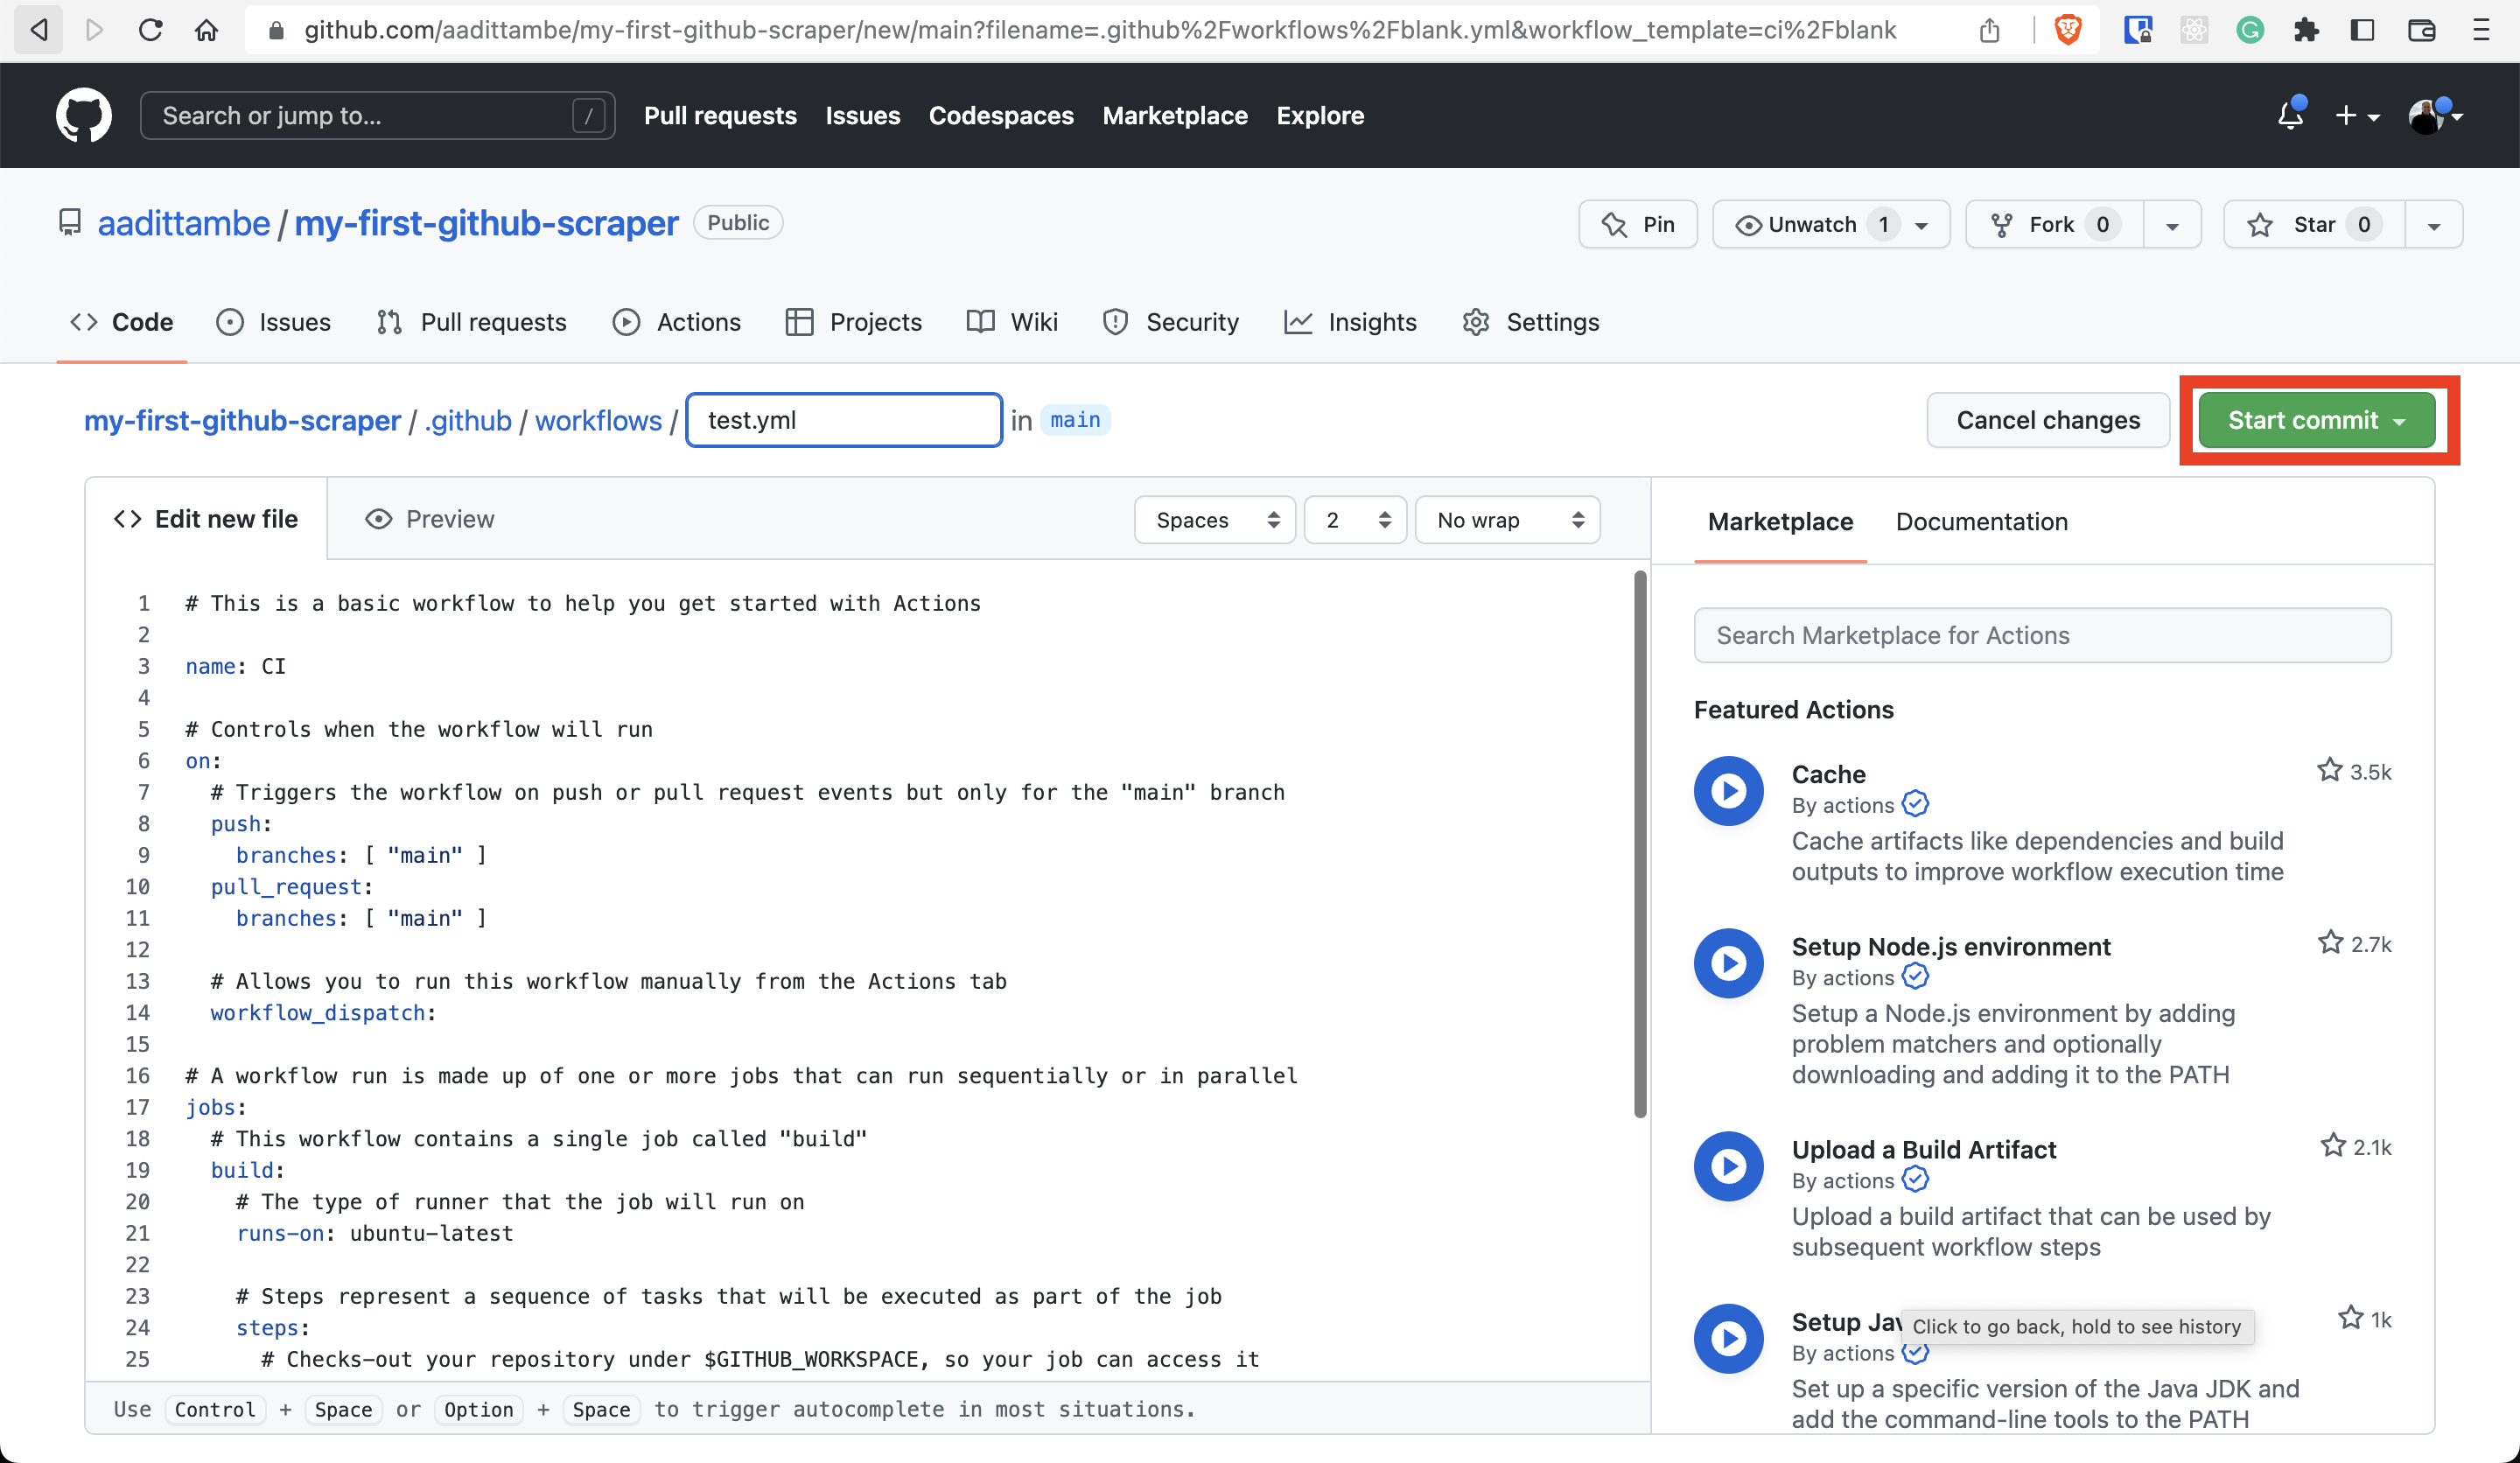 github.com/aadittambe/my-first-github-scraper/new/main?filename=.github%2Fworkflows%2Fblank.yml&workflow_template=ci%2Fblank
Search or jump to... /
Pull requests Issues Codespaces Marketplace Explore
aadittambe / my-first-github-scraper Public
Pin Unwatch 1 Fork 0 Star 0
Code Issues Pull requests Actions Projects Wiki Security Insights Settings
my-first-github-scraper / .github / workflows / test.yml in main
Cancel changes Start commit
Edit new file Preview Spaces 2 No wrap
1 # This is a basic workflow to help you get started with Actions
2
3 name: CI
4
5 # Controls when the workflow will run
6 on:
7 # Triggers the workflow on push or pull request events but only for the "main" branch
8 push:
9 branches: [ "main" ]
10 pull_request:
11 branches: [ "main" ]
12
13 # Allows you to run this workflow manually from the Actions tab
14 workflow_dispatch:
15
16 # A workflow run is made up of one or more jobs that can run sequentially or in parallel
17 jobs:
18 # This workflow contains a single job called "build"
19 build:
20 # The type of runner that the job will run on
21 runs-on: ubuntu-latest
22
23 # Steps represent a sequence of tasks that will be executed as part of the job
24 steps:
25 # Checks-out your repository under $GITHUB_WORKSPACE, so your job can access it
Use Control + Space or Option + Space to trigger autocomplete in most situations.
Marketplace Documentation
Search Marketplace for Actions
Featured Actions
Cache 3.5k
By actions
Cache artifacts like dependencies and build
outputs to improve workflow execution time
Setup Node.js environment 2.7k
By actions
Setup a Node.js environment by adding
problem matchers and optionally
downloading and adding it to the PATH
Upload a Build Artifact 2.1k
By actions
Upload a build artifact that can be used by
subsequent workflow steps
Setup Jav 1k
Click to go back, hold to see history
By actions
Set up a specific version of the Java JDK and
add the command-line tools to the PATH